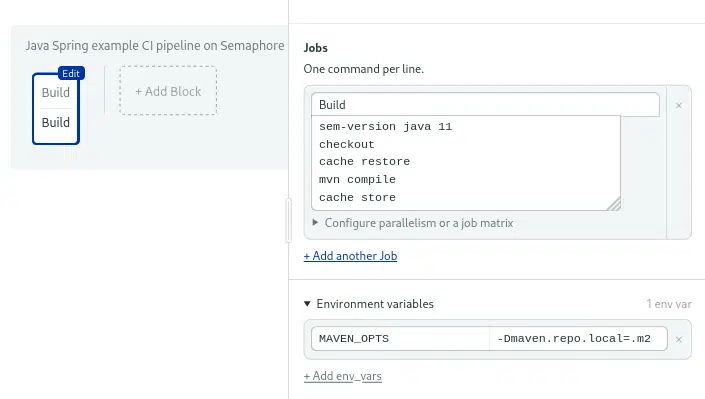 Java Spring example CI pipeline on Semaphore
Edit
Build
Build
+ Add Block
Jobs
One command per line.
Build
×
sem-version java 11
checkout
cache restore
mvn compile
cache store
Configure parallelism or a job matrix
+ Add another Job
Environment variables 1 env var
MAVEN_OPTS -Dmaven.repo.local=.m2 ×
+ Add env_vars